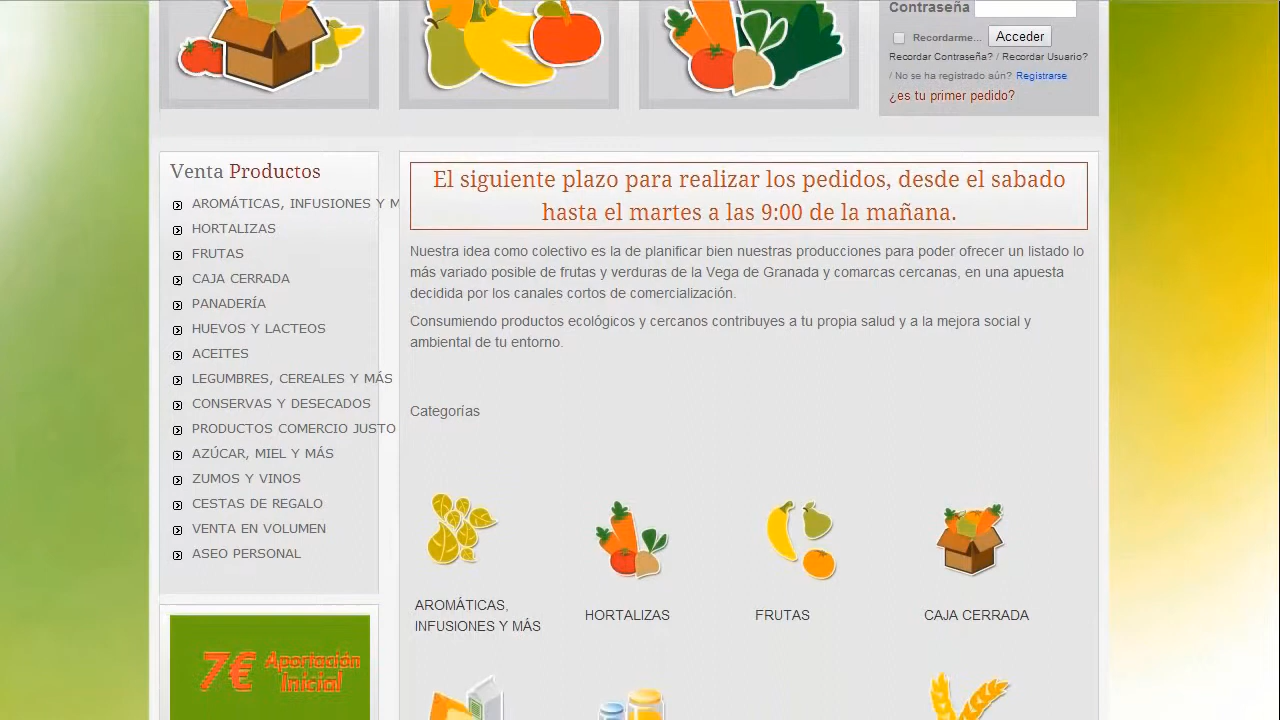 Contraseña
Recordarme... Acceder
Recordar Contraseña? / Recordar Usuario?
/ No se ha registrado aún? Registrarse
¿es tu primer pedido?
Venta Productos
AROMÁTICAS, INFUSIONES Y M
HORTALIZAS
FRUTAS
CAJA CERRADA
PANADERÍA
HUEVOS Y LACTEOS
ACEITES
LEGUMBRES, CEREALES Y MÁS
CONSERVAS Y DESECADOS
PRODUCTOS COMERCIO JUSTO
AZÚCAR, MIEL Y MÁS
ZUMOS Y VINOS
CESTAS DE REGALO
VENTA EN VOLUMEN
ASEO PERSONAL
7€ Aportación
Inicial
El siguiente plazo para realizar los pedidos, desde el sabado
hasta el martes a las 9:00 de la mañana.
Nuestra idea como colectivo es la de planificar bien nuestras producciones para poder ofrecer un listado lo
más variado posible de frutas y verduras de la Vega de Granada y comarcas cercanas, en una apuesta
decidida por los canales cortos de comercialización.
Consumiendo productos ecológicos y cercanos contribuyes a tu propia salud y a la mejora social y
ambiental de tu entorno.
Categorías
AROMÁTICAS,
INFUSIONES Y MÁS
HORTALIZAS
FRUTAS
CAJA CERRADA